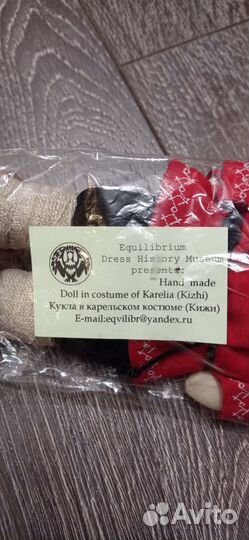 Equilibrium
Dress History Museum
presents:
Hand made
Doll in costume of Karelia (Kizhi)
Кукла в карельском костюме (Кижи)
E-mail:eqvilibr@yandex.ru
Avito